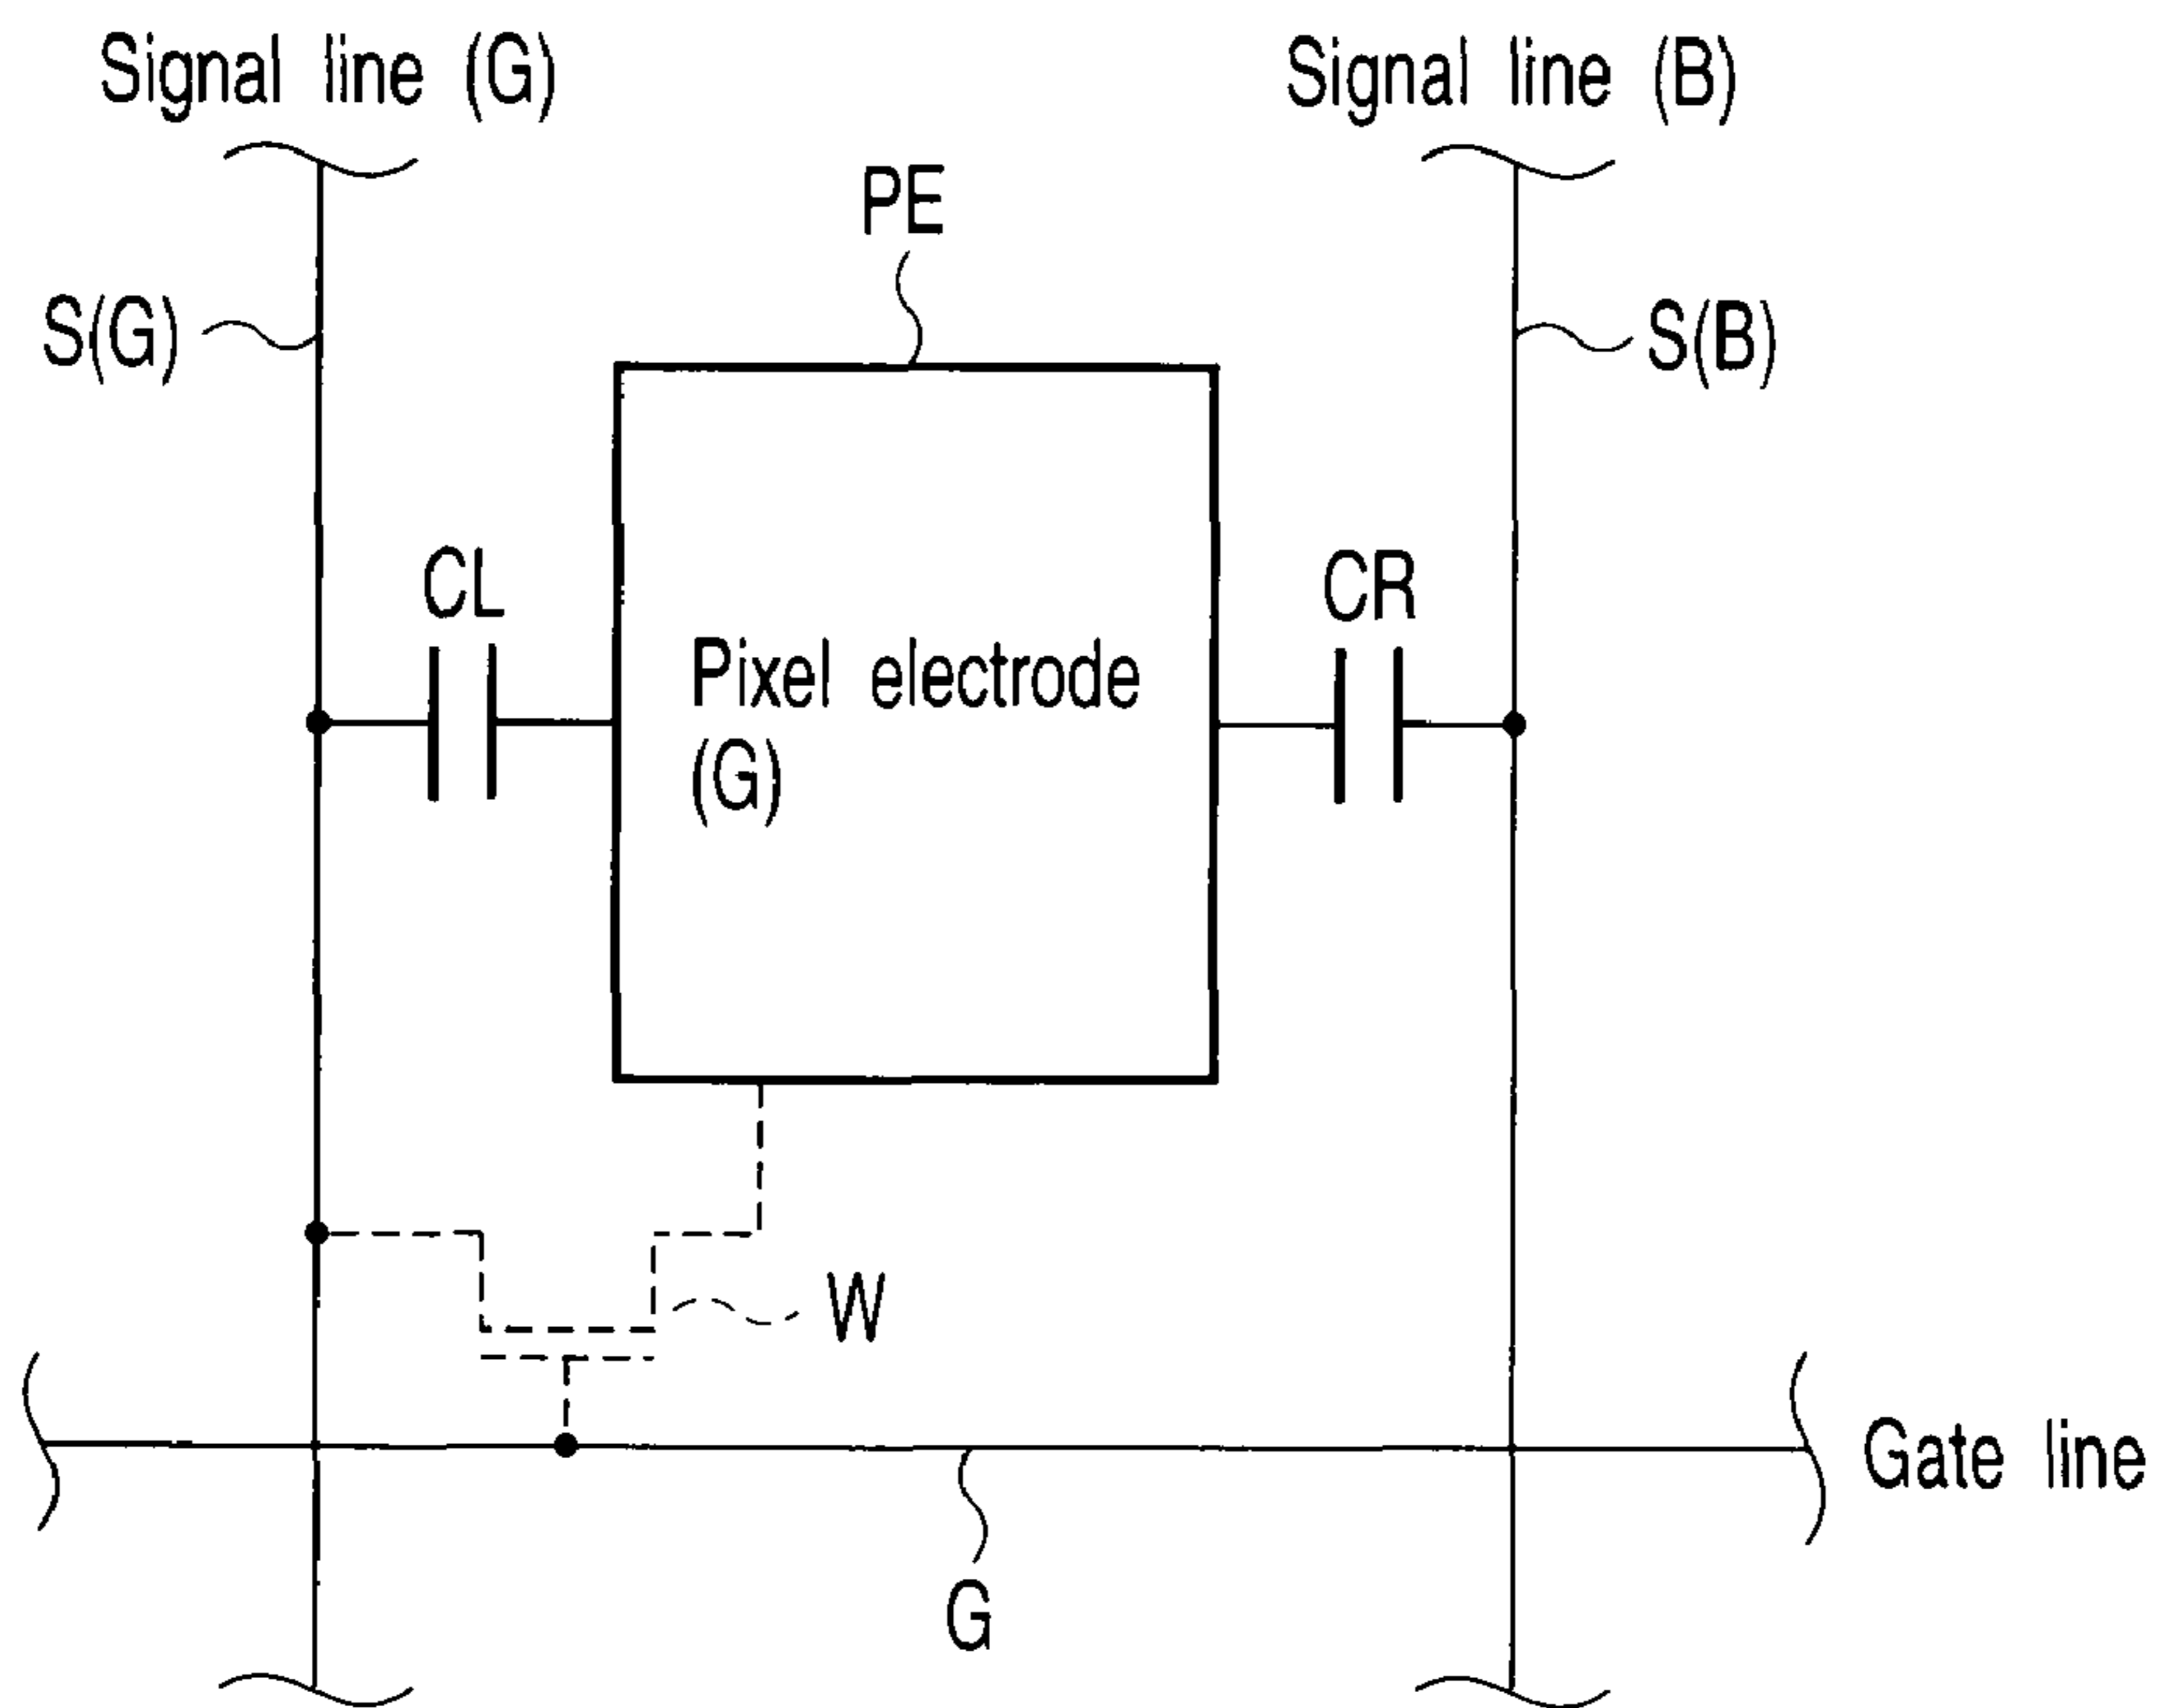 Signal line (G)
Signal line (B)
PE
S(G)
S(B)
CL
CR
Pixel electrode
(G)
W
Gate line
G